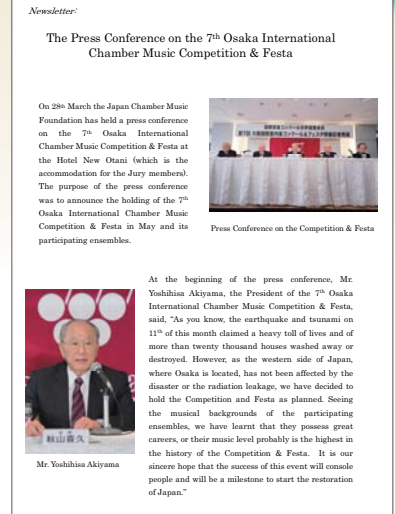 Newsletter:
The Press Conference on the 7th Osaka International
Chamber Music Competition & Festa
On 28th March the Japan Chamber Music
Foundation has held a press conference
on the 7th Osaka International
Chamber Music Competition & Festa at
the Hotel New Otani (which is the
accommodation for the Jury members).
The purpose of the press conference
was to announce the holding of the 7th
Osaka International Chamber Music
Competition & Festa in May and its
participating ensembles.
Press Conference on the Competition & Festa
At the beginning of the press conference, Mr.
Yoshihisa Akiyama, the President of the 7th Osaka
International Chamber Music Competition & Festa,
said, "As you know, the earthquake and tsunami on
11th of this month claimed a heavy toll of lives and of
more than twenty thousand houses washed away or
destroyed. However, as the western side of Japan,
where Osaka is located, has not been affected by the
disaster or the radiation leakage, we have decided to
hold the Competition and Festa as planned. Seeing
the musical backgrounds of the participating
ensembles, we have learnt that they possess great
careers, or their music level probably is the highest in
the history of the Competition & Festa. It is our
sincere hope that the success of this event will console
people and will be a milestone to start the restoration
of Japan."
秋山喜久
Mr. Yoshihisa Akiyama